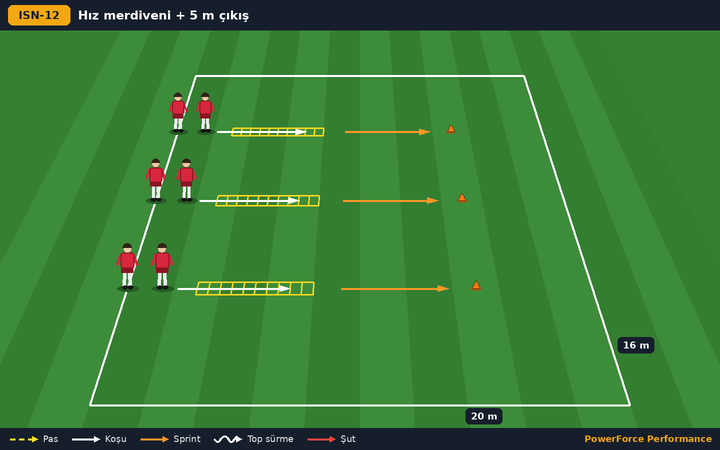 ISN-12 Hız merdiveni + 5 m çıkış
16 m
20 m
Pas Koşu Sprint Top sürme Şut PowerForce Performance